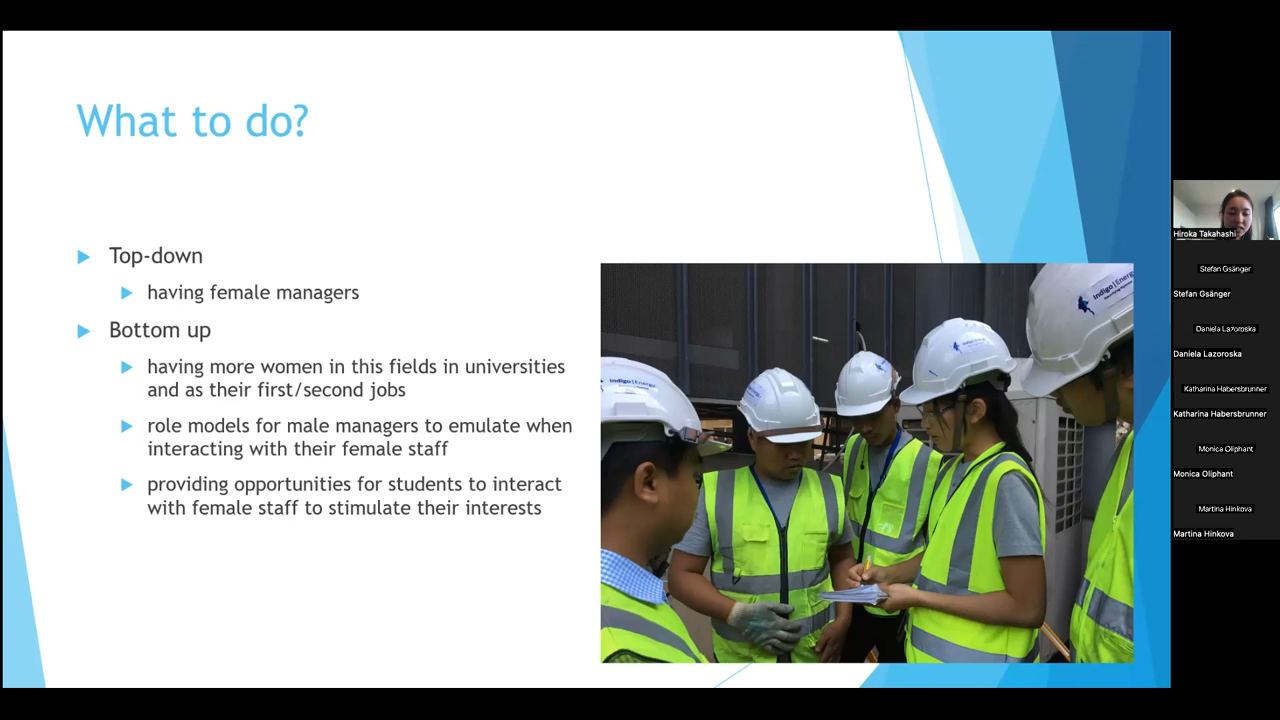 What to do?
Top-down
having female managers
Bottom up
having more women in this fields in universities
and as their first/second jobs
role models for male managers to emulate when
interacting with their female staff
providing opportunities for students to interact
with female staff to stimulate their interests
Indigo|Energy
Indigo|Energ
Hiroka Takahashi
Stefan Gsänger
Stefan Gsänger
Daniela Lazoroska
Daniela Lazoroska
Katharina Habersbrunner
Katharina Habersbrunner
Monica Oliphant
Monica Oliphant
Martina Hinkova
Martina Hinkova